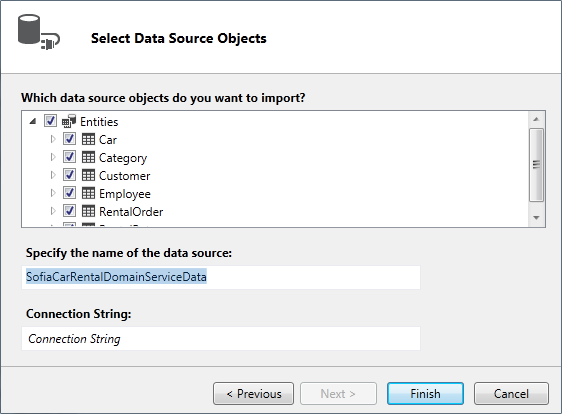 Select Data Source Objects
Which data source objects do you want to import?
Entities
Car
Category
Customer
Employee
RentalOrder
Specify the name of the data source:
SofiaCarRentalDomainServiceData
Connection String:
Connection String
< Previous
Next >
Finish
Cancel